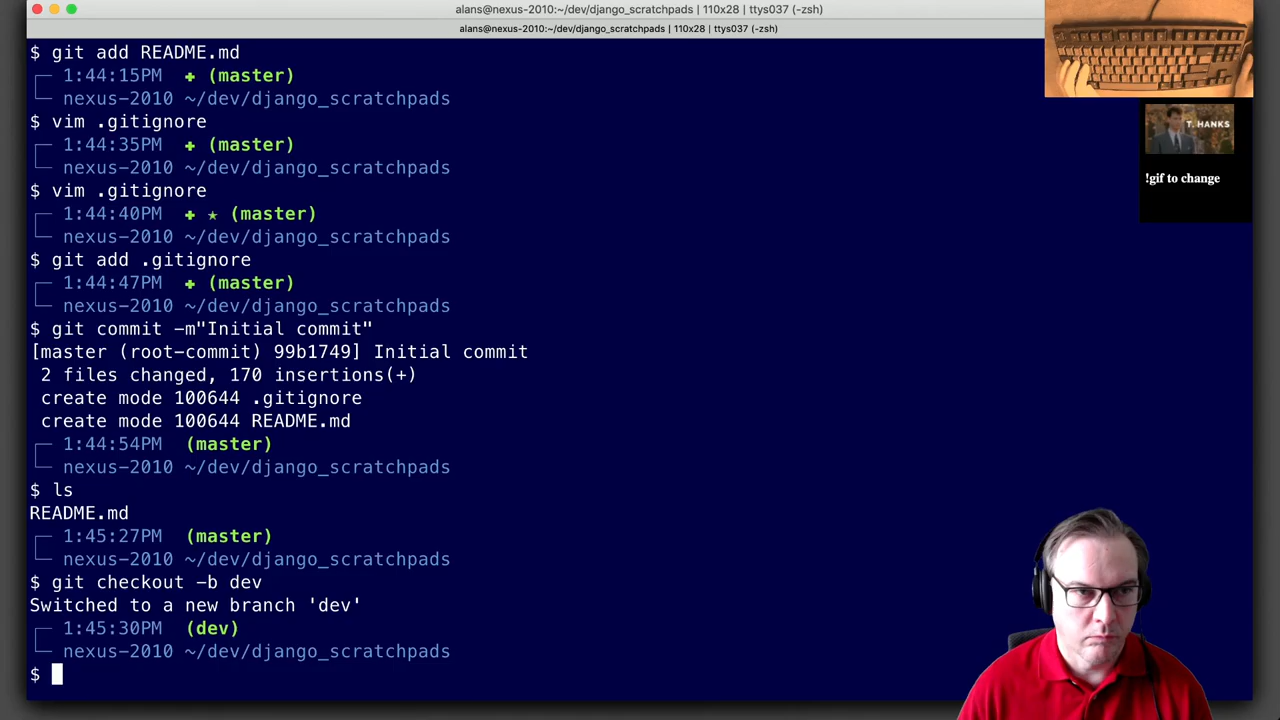 alans@nexus-2010:~/dev/django_scratchpads | 110x28 | ttys037 (-zsh)
alans@nexus-2010:~/dev/django_scratchpads | 110x28 | ttys037 (-zsh)
$ git add README.md
1:44:15PM ✚ (master)
nexus-2010 ~/dev/django_scratchpads
$ vim .gitignore
1:44:35PM ✚ (master)
nexus-2010 ~/dev/django_scratchpads
$ vim .gitignore
1:44:40PM ✚ ★ (master)
nexus-2010 ~/dev/django_scratchpads
$ git add .gitignore
1:44:47PM ✚ (master)
nexus-2010 ~/dev/django_scratchpads
$ git commit -m"Initial commit"
[master (root-commit) 99b1749] Initial commit
2 files changed, 170 insertions(+)
create mode 100644 .gitignore
create mode 100644 README.md
1:44:54PM (master)
nexus-2010 ~/dev/django_scratchpads
$ ls
README.md
1:45:27PM (master)
nexus-2010 ~/dev/django_scratchpads
$ git checkout -b dev
Switched to a new branch 'dev'
1:45:30PM (dev)
nexus-2010 ~/dev/django_scratchpads
$
T. HANKS
!gif to change